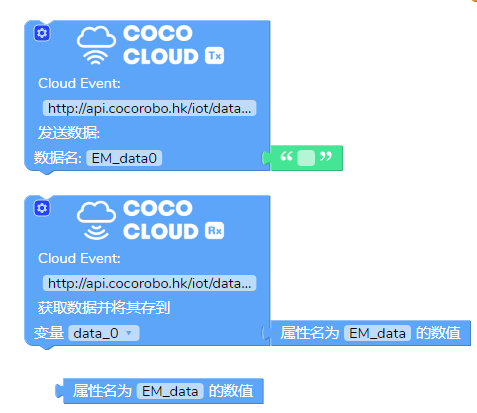 COCO
CLOUD Tx
Cloud Event:
http://api.cocorobo.hk/iot/data...
发送数据:
数据名: EM_data0 “ ”
COCO
CLOUD Rx
Cloud Event:
http://api.cocorobo.hk/iot/data...
获取数据并将其存到
变量 data_0 属性名为 EM_data 的数值
属性名为 EM_data 的数值